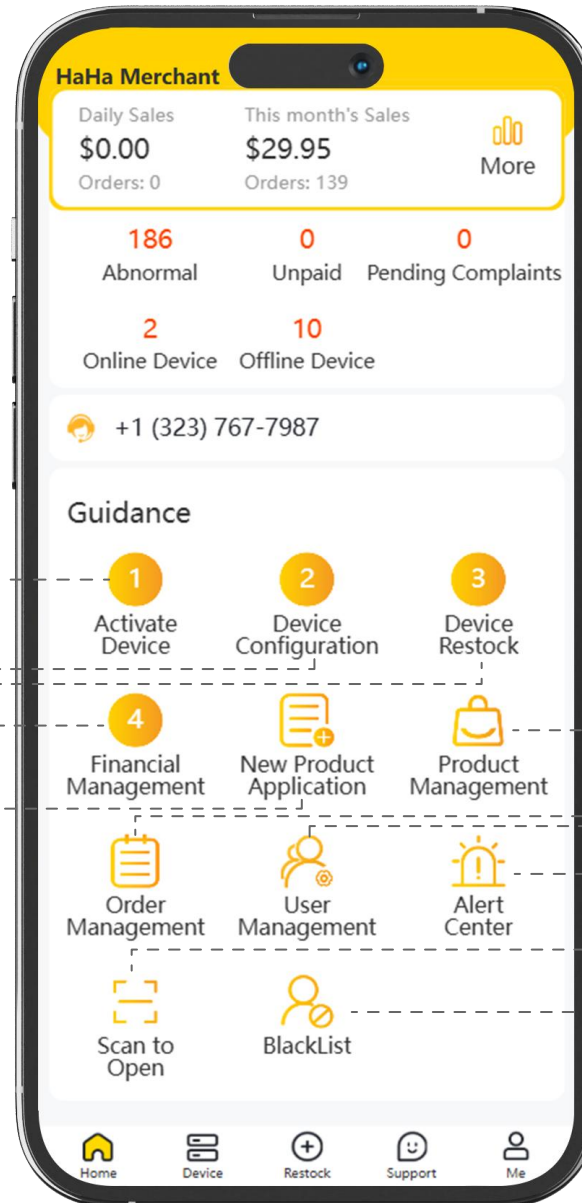 HaHa Merchant
Daily Sales
This month's Sales
$0.00
$29.95
More
Orders: 0
Orders: 139
186
0
0
Abnormal
Unpaid
Pending Complaints
2
10
Online Device
Offline Device
+1 (323) 767-7987
Guidance
1
2
3
Activate
Device
Device
Configuration
Device
Restock
4
Financial
Management
New Product
Application
Product
Management
Order
Management
User
Management
Alert
Center
Scan to
Open
BlackList
Home
Device
Restock
Support
Me